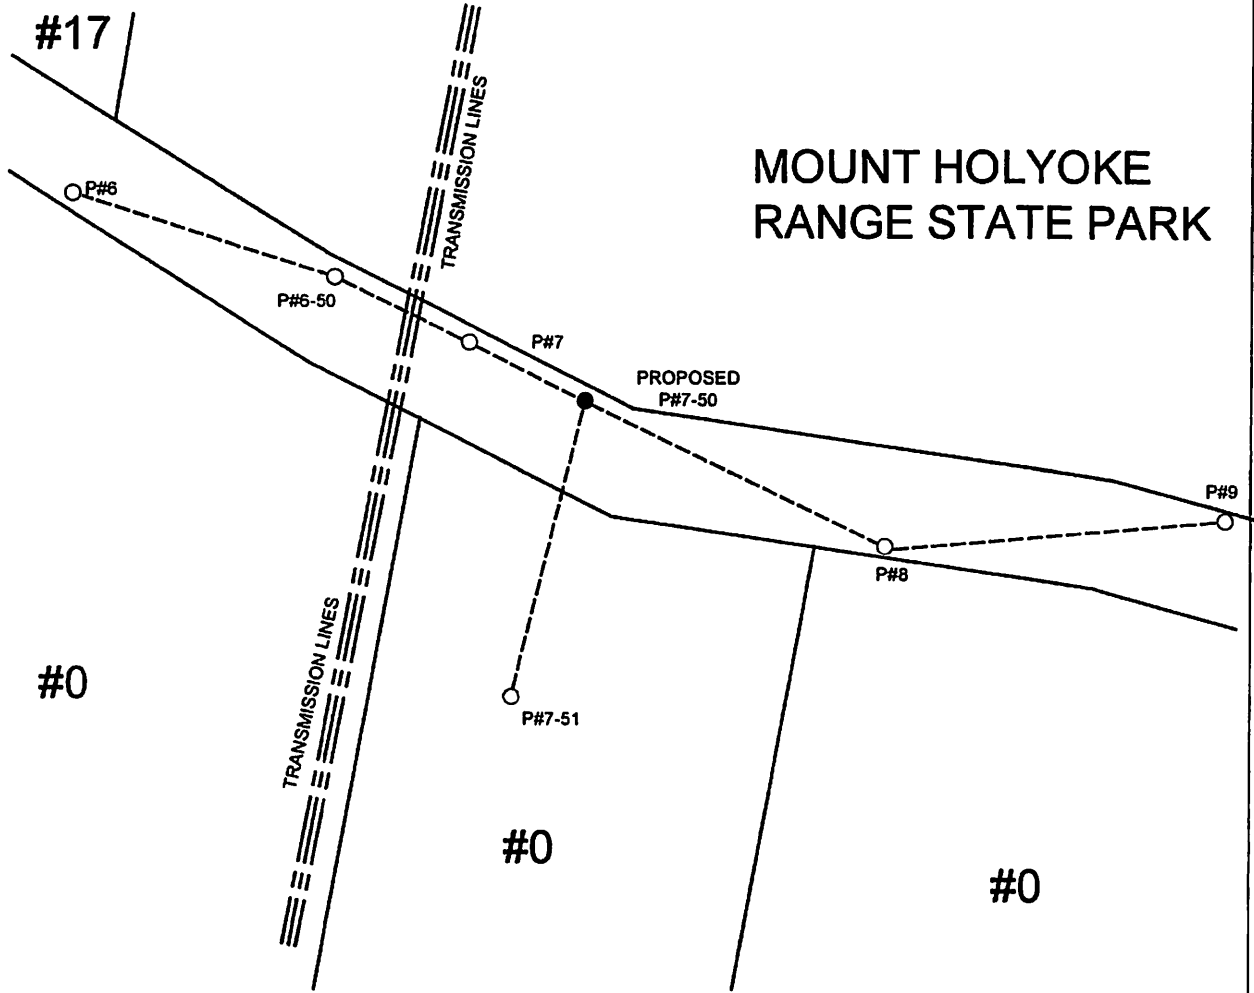 #17
TRANSMISSION LINES
MOUNT HOLYOKE
RANGE STATE PARK
P#6
P#6-50
P#7
PROPOSED
P#7-50
P#9
P#8
TRANSMISSION LINES
#0
P#7-51
#0
#0